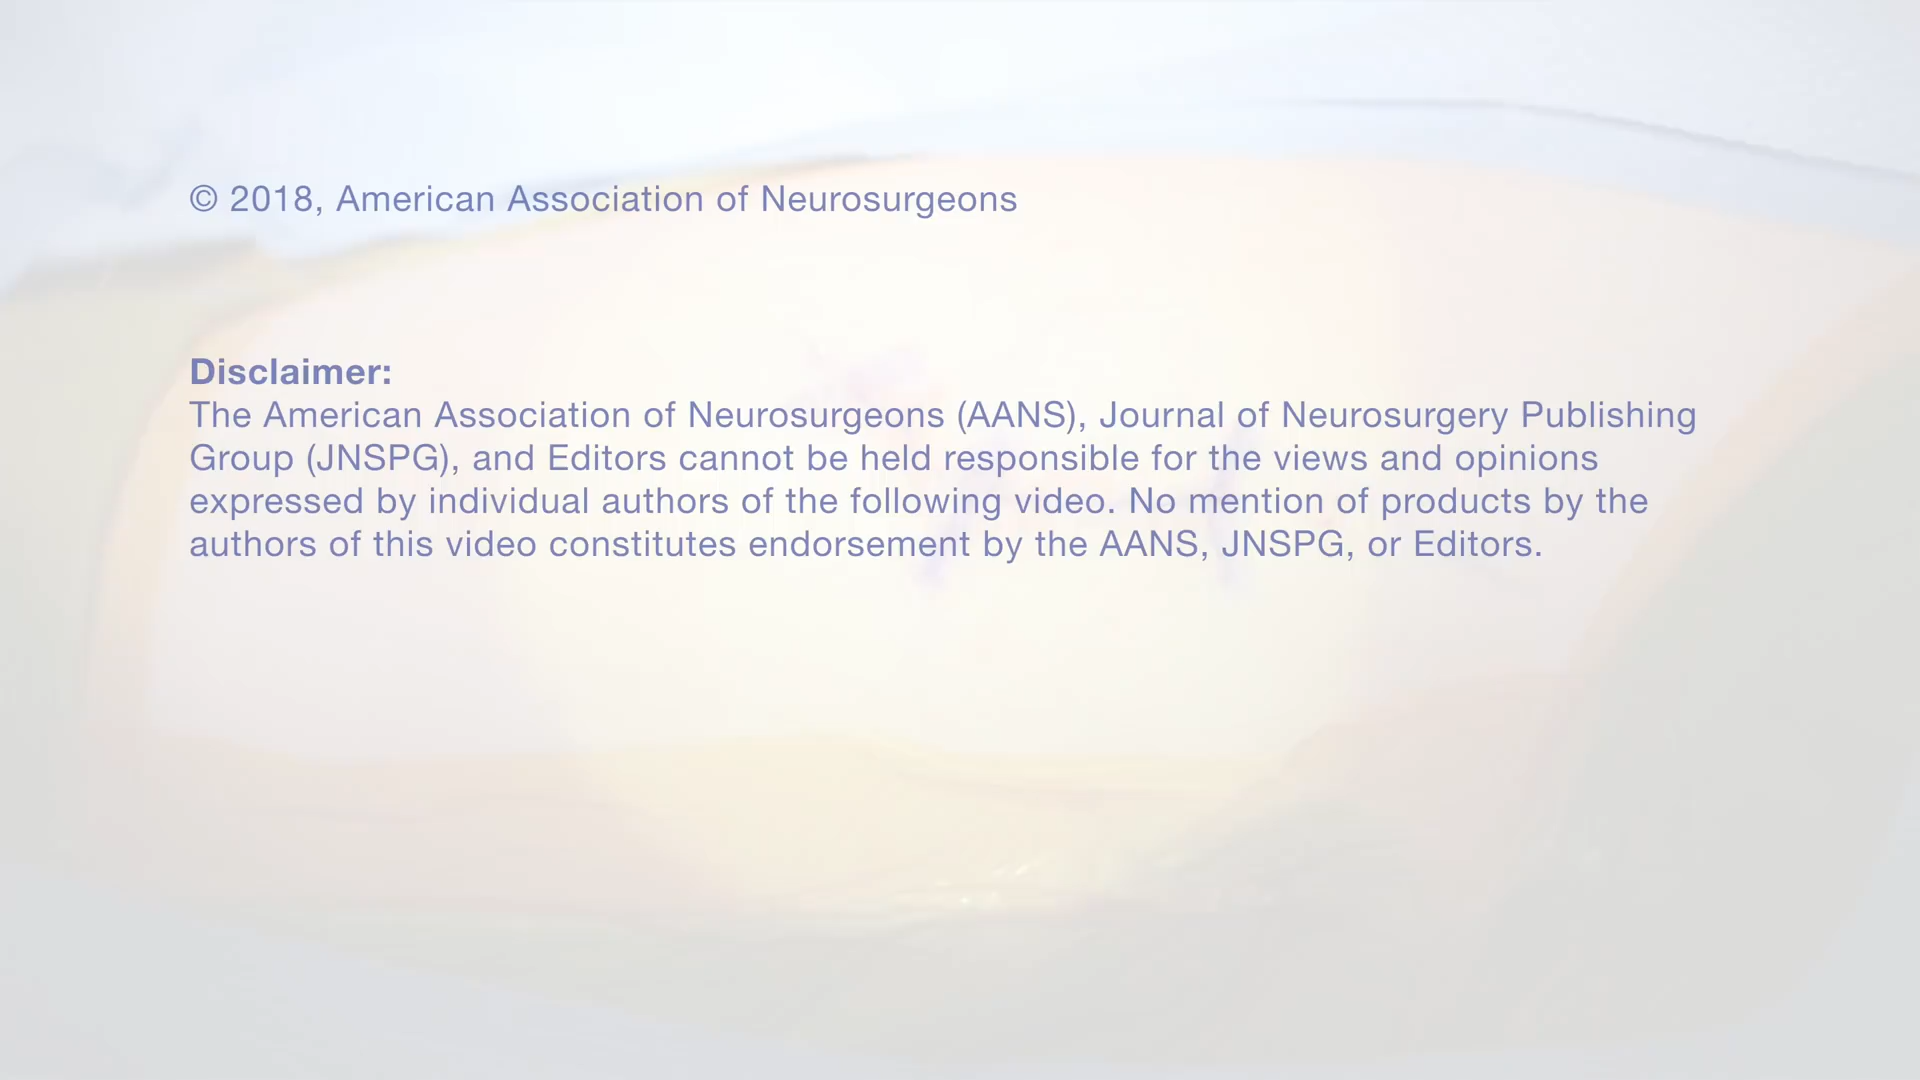 © 2018, American Association of Neurosurgeons
Disclaimer:
The American Association of Neurosurgeons (AANS), Journal of Neurosurgery Publishing
Group (JNSPG), and Editors cannot be held responsible for the views and opinions
expressed by individual authors of the following video. No mention of products by the
authors of this video constitutes endorsement by the AANS, JNSPG, or Editors.